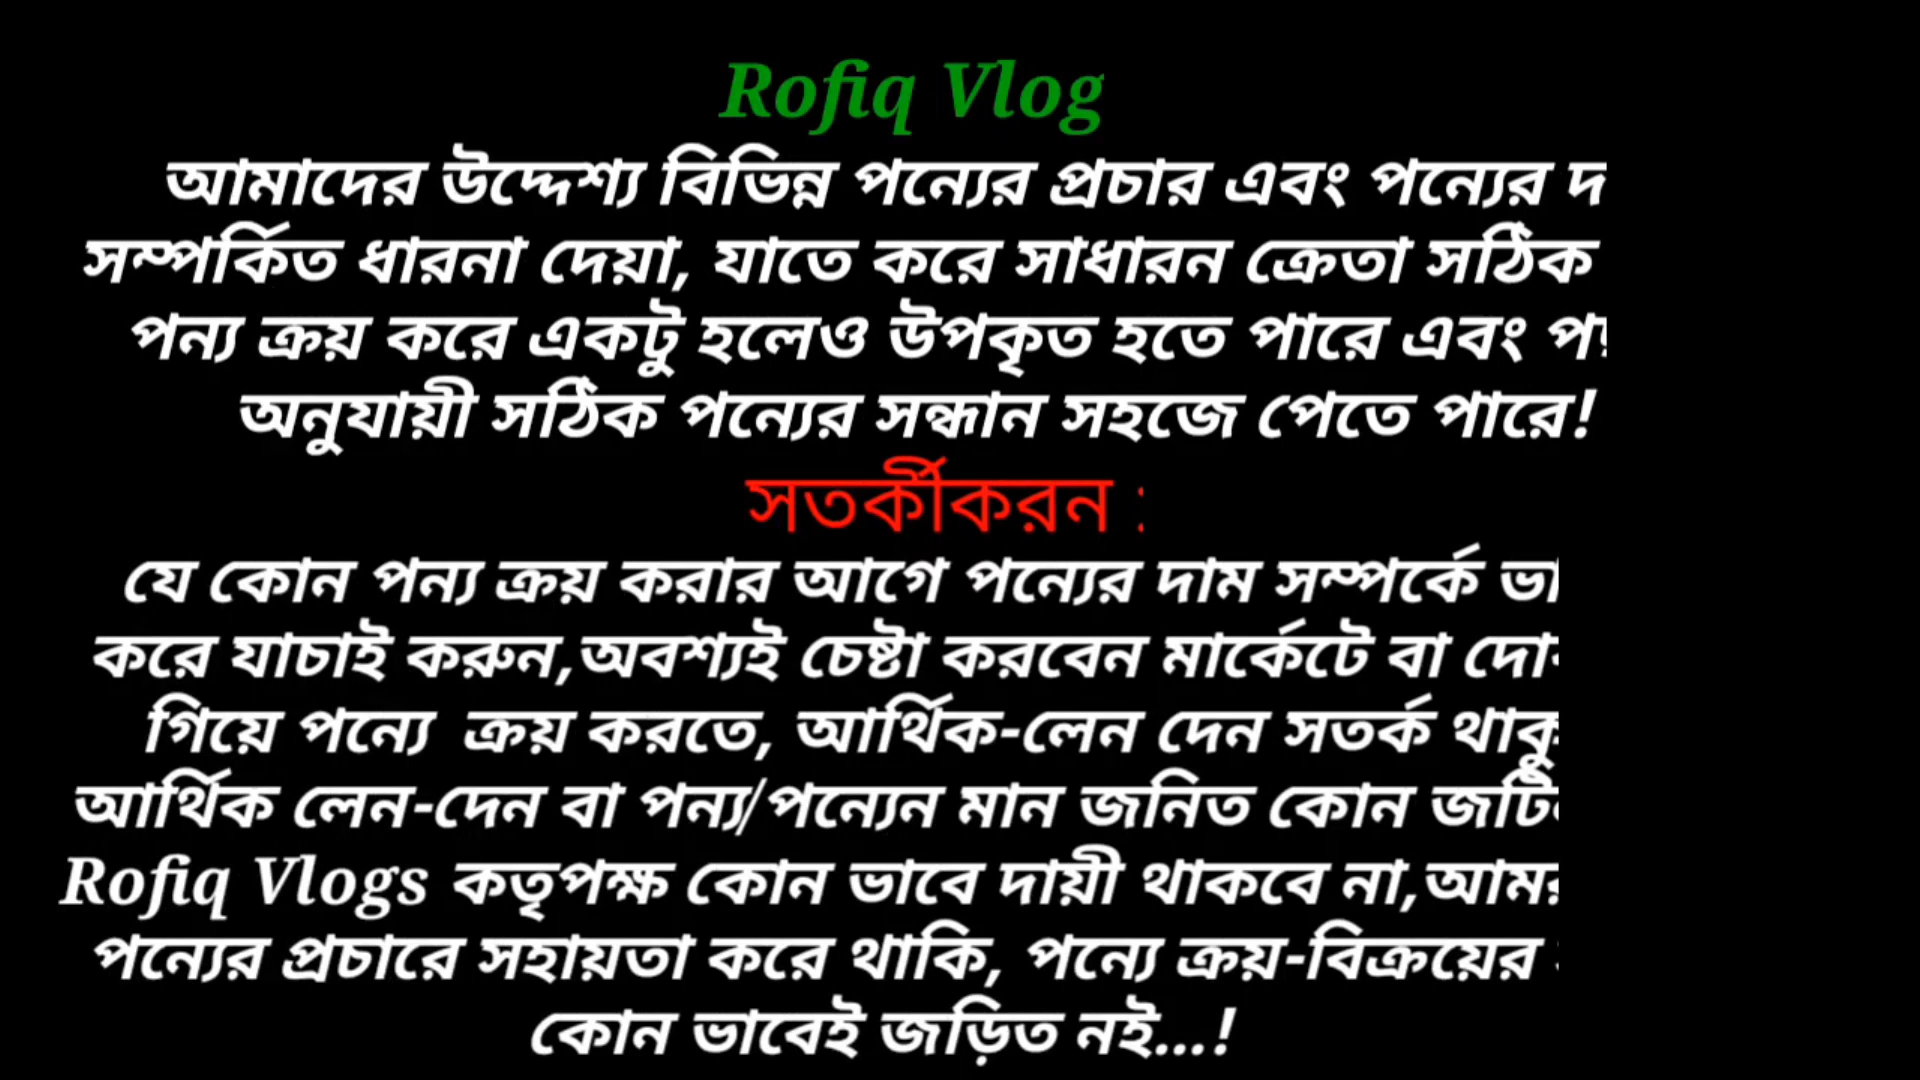 Rofiq Vlog
আমাদের উদ্দেশ্য বিভিন্ন পন্যের প্রচার এবং পন্যের
সম্পর্কিত ধারনা দেয়া, যাতে করে সাধারন ক্রেতা সঠিক
পন্য ক্রয় করে একটু হলেও উপকৃত হতে পারে এবং
অনুযায়ী সঠিক পন্যের সন্ধান সহজে পেতে পারে!
সতর্কীকরন :
যে কোন পন্য ক্রয় করার আগে পন্যের দাম সম্পর্কে
করে যাচাই করুন,অবশ্যই চেষ্টা করবেন মার্কেটে বা
গিয়ে পন্যে ক্রয় করতে, আর্থিক-লেন দেন সতর্ক
আর্থিক লেন-দেন বা পন্য/পন্যেন মান জনিত কোন
Rofiq Vlogs কতৃপক্ষ কোন ভাবে দায়ী থাকবে না,
পন্যের প্রচারে সহায়তা করে থাকি, পন্যে ক্রয়-বিক্রয়ের
কোন ভাবেই জড়িত নই...!